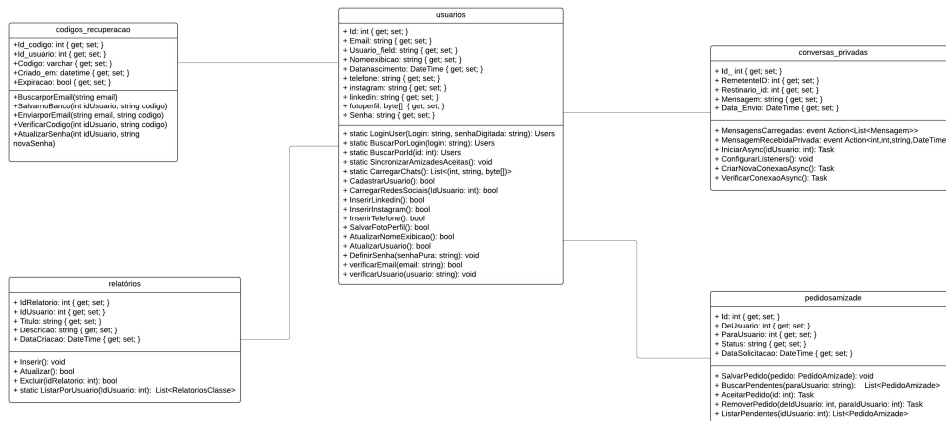 codigos_recuperacao
+Id_codigo: int { get; set; }
+Id_usuario: int { get; set; }
+Codigo: varchar { get; set; }
+Criado_em: datetime { get; set; }
+Expiracao: bool { get; set; }
+BuscarporEmail(string email)
+SalvarnoBanco(int idUsuario, string codigo)
+EnviarporEmail(string email, string codigo)
+VerificarCodigo(int idUsuario, string codigo)
+AtualizarSenha(int idUsuario, string
novaSenha)
usuarios
+ Id: int { get; set; }
+ Email: string { get; set; }
+ Usuario_field: string { get; set; }
+ Nomeexibicao: string { get; set; }
+ Datanascimento: DateTime { get; set; }
+ telefone: string { get; set; }
+ instagram: string { get; set; }
+ linkedin: string { get; set; }
+ fotoperfil: byte[] { get; set; }
+ Senha: string { get; set; }
+ static LoginUser(Login: string, senhaDigitada: string): Users
+ static BuscarPorLogin(login: string): Users
+ static BuscarPorId(id: int): Users
+ static SincronizarAmizadesAceitas(): void
+ static CarregarChats(): List<(int, string, byte[])>
+ CadastrarUsuario(): bool
+ CarregarRedesSociais(IdUsuario: int): bool
+ InserirLinkedin(): bool
+ InserirInstagram(): bool
+ InserirTelefone(): bool
+ SalvarFotoPerfil(): bool
+ AtualizarNomeExibicao(): bool
+ AtualizarUsuario(): bool
+ DefinirSenha(senhaPura: string): void
+ verificarEmail(email: string): bool
+ verificarUsuario(usuario: string): void
conversas_privadas
+ Id_ int { get; set; }
+ RemetenteID: int { get; set; }
+ Restinario_id: int { get; set; }
+ Mensagem: string { get; set; }
+ Data_Envio: DateTime { get; set; }
+ MensagensCarregadas: event Action<List<Mensagem>>
+ MensagemRecebidaPrivada: event Action<int,int,string,DateTime
+ IniciarAsync(idUsuario: int): Task
+ ConfigurarListeners(): void
+ CriarNovaConexaoAsync(): Task
+ VerificarConexaoAsync(): Task
relatórios
+ IdRelatorio: int { get; set; }
+ IdUsuario: int { get; set; }
+ Titulo: string { get; set; }
+ Descricao: string { get; set; }
+ DataCriacao: DateTime { get; set; }
+ Inserir(): void
+ Atualizar(): bool
+ Excluir(idRelatorio: int): bool
+ static ListarPorUsuario(IdUsuario: int): List<RelatoriosClasse>
pedidosamizade
+ Id: int { get; set; }
+ DeUsuario: int { get; set; }
+ ParaUsuario: int { get; set; }
+ Status: string { get; set; }
+ DataSolicitacao: DateTime { get; set; }
+ SalvarPedido(pedido: PedidoAmizade): void
+ BuscarPendentes(paraUsuario: string): List<PedidoAmizade>
+ AceitarPedido(id: int): Task
+ RemoverPedido(deIdUsuario: int, paraIdUsuario: int): Task
+ ListarPendentes(idUsuario: int): List<PedidoAmizade>